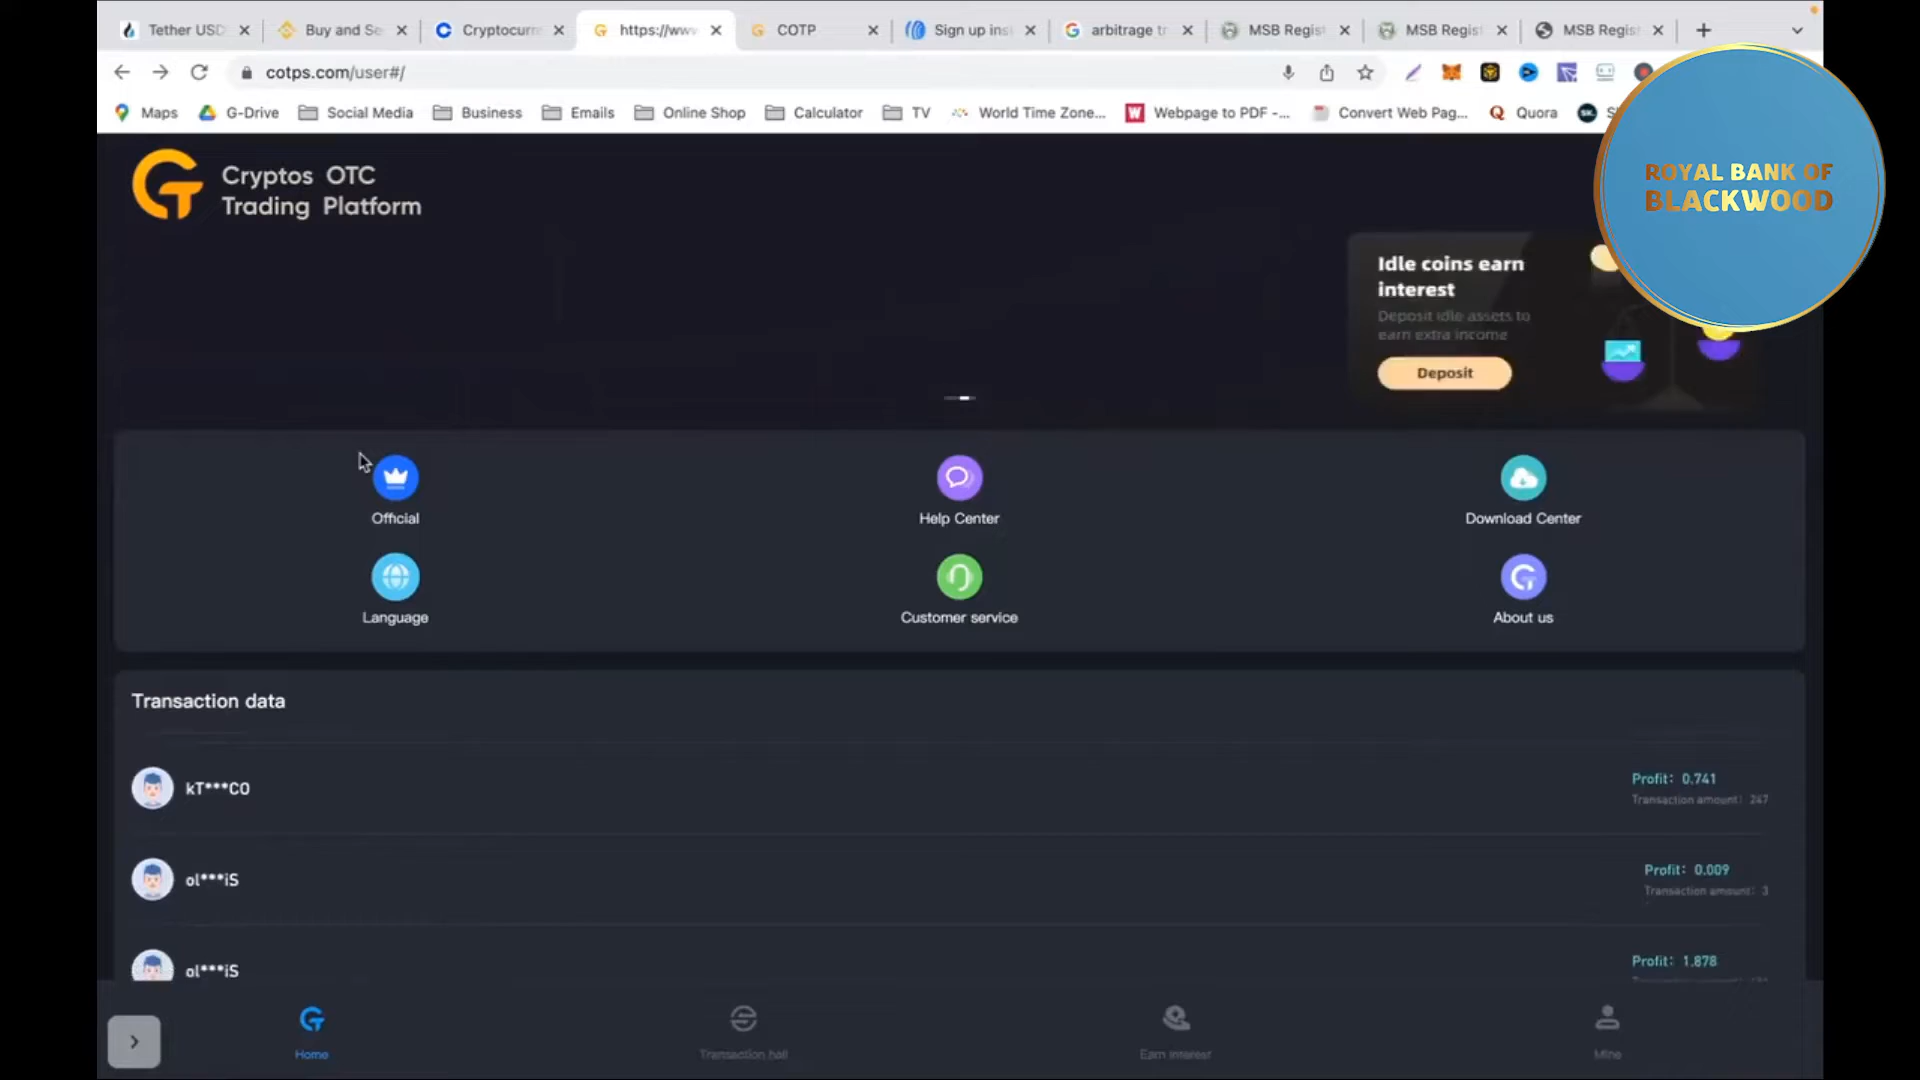 Tether USD
Buy and Se
Cryptocurr
https://www
COTP
Sign up ins
arbitrage tr
MSB Regist
MSB Regist
MSB Regis
cotps.com/user#/
Maps
G-Drive
Social Media
Business
Emails
Online Shop
Calculator
TV
World Time Zone...
Webpage to PDF -...
Convert Web Pag...
Quora
ROYAL BANK OF
BLACKWOOD
Cryptos OTC
Trading Platform
Idle coins earn
interest
Deposit idle assets to
earn extra income
Deposit
Official
Help Center
Download Center
Language
Customer service
About us
Transaction data
kT***CO
Profit: 0.741
Transaction amount: 247
ol***iS
Profit: 0.009
Transaction amount: 3
ol***iS
Profit: 1.878
Home
Transaction hall
Earn interest
Mine